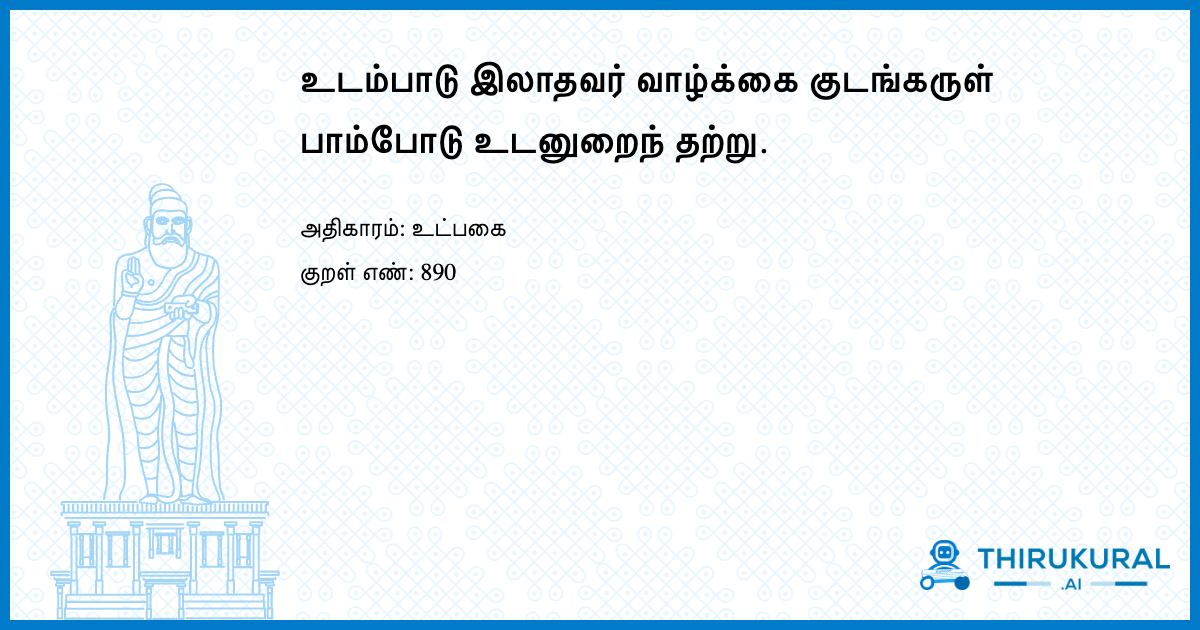 உடம்பாடு இலாதவர் வாழ்க்கை குடங்கருள்
பாம்போடு உடனுறைந் தற்று.
அதிகாரம்: உட்பகை
குறள் எண்: 890
THIRUKURAL
.AI